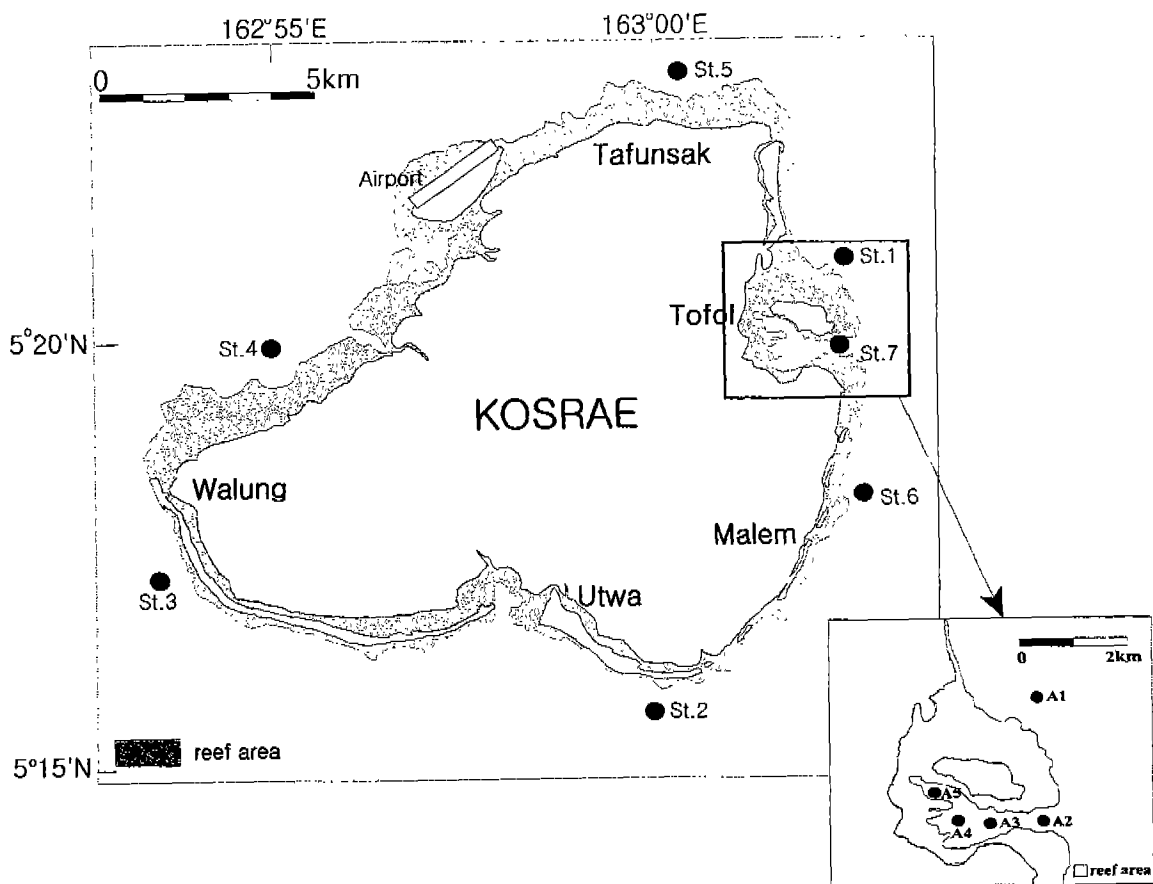 162°55'E 163°00'E
0 5km
St.5
Tafunsak
Airport
St.1
Tofol
5°20'N
St.4
St.7
KOSRAE
Walung
St.6
Malem
St.3
Utwa
St.2
reef area
5°15'N
0 2km
A1
A5
A4 A3 A2
reef area